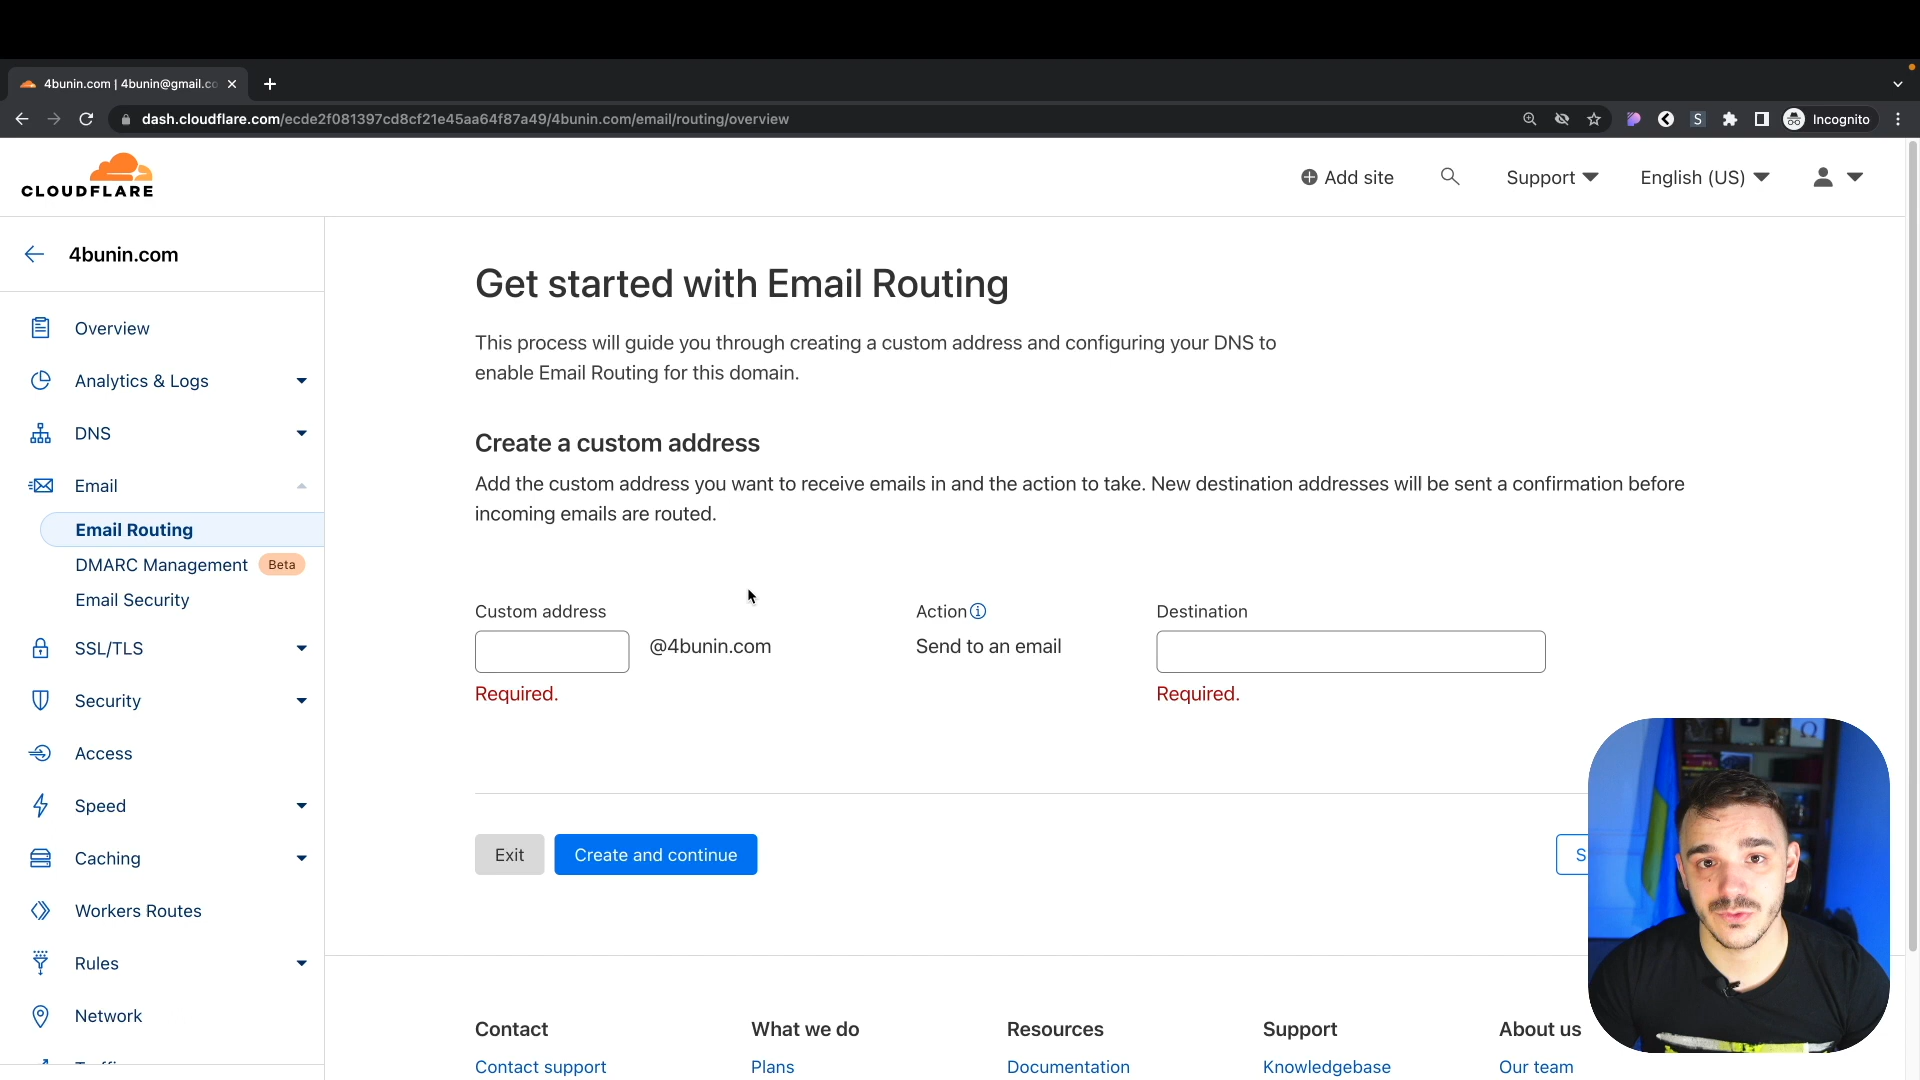 4bunin.com | 4bunin@gmail.co
dash.cloudflare.com/ecde2f081397cd8cf21e45aa64f87a49/4bunin.com/email/routing/overview
S
Incognito
CLOUDFLARE
Add site
Support
English (US)
4bunin.com
Overview
Analytics & Logs
DNS
Email
Email Routing
DMARC Management Beta
Email Security
SSL/TLS
Security
Access
Speed
Caching
Workers Routes
Rules
Network
Get started with Email Routing
This process will guide you through creating a custom address and configuring your DNS to
enable Email Routing for this domain.
Create a custom address
Add the custom address you want to receive emails in and the action to take. New destination addresses will be sent a confirmation before
incoming emails are routed.
Custom address
@4bunin.com
Required.
Action
Send to an email
Destination
Required.
Exit
Create and continue
S
Contact
Contact support
What we do
Plans
Resources
Documentation
Support
Knowledgebase
About us
Our team